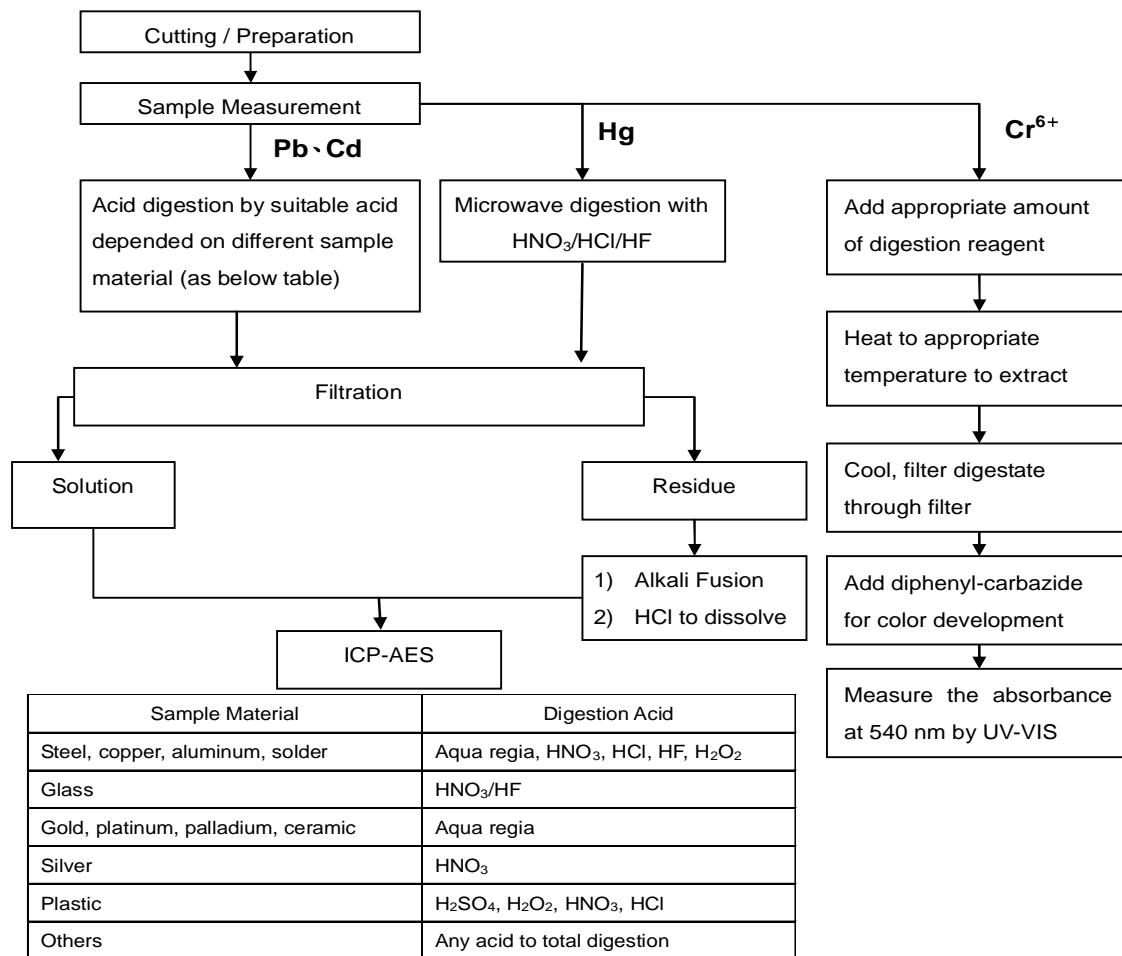 Cutting / Preparation
Sample Measurement
Pb、Cd
Hg
Cr⁶⁺
Acid digestion by suitable acid
depended on different sample
material (as below table)
Microwave digestion with
HNO₃/HCl/HF
Add appropriate amount
of digestion reagent
Heat to appropriate
temperature to extract
Filtration
Solution
Residue
Cool, filter digestate
through filter
1) Alkali Fusion
2) HCl to dissolve
Add diphenyl-carbazide
for color development
ICP-AES
Measure the absorbance
at 540 nm by UV-VIS
Sample Material Digestion Acid
Steel, copper, aluminum, solder Aqua regia, HNO₃, HCl, HF, H₂O₂
Glass HNO₃/HF
Gold, platinum, palladium, ceramic Aqua regia
Silver HNO₃
Plastic H₂SO₄, H₂O₂, HNO₃, HCl
Others Any acid to total digestion